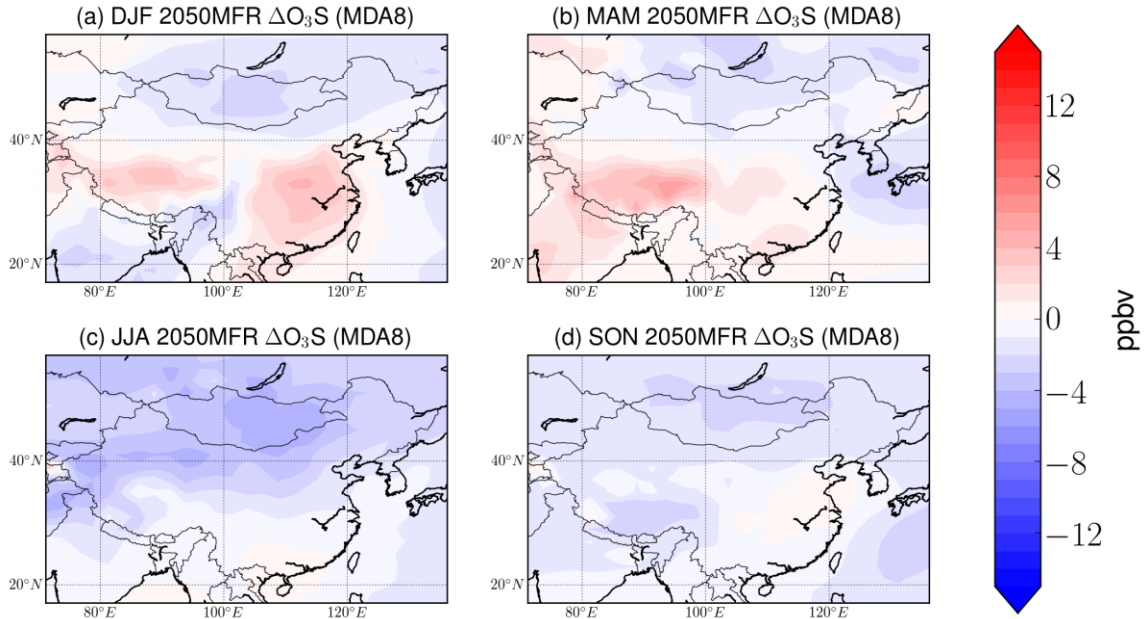 (a) DJF 2050MFR ΔO₃S (MDA8)
(b) MAM 2050MFR ΔO₃S (MDA8)
40°N
20°N
80°E 100°E 120°E
40°N
20°N
80°E 100°E 120°E
(c) JJA 2050MFR ΔO₃S (MDA8)
(d) SON 2050MFR ΔO₃S (MDA8)
40°N
20°N
80°E 100°E 120°E
40°N
20°N
80°E 100°E 120°E
12
8
4
0
−4
−8
−12
ppbv